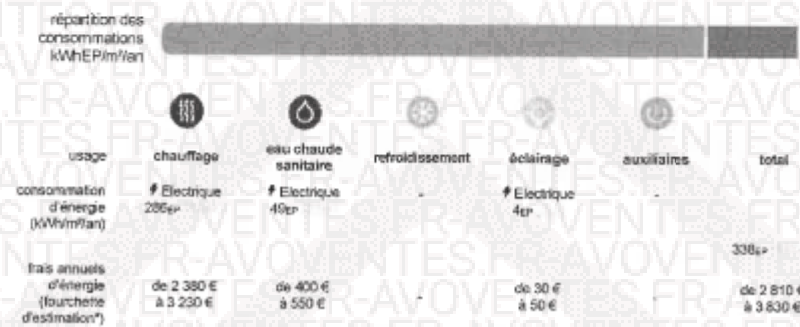 répartition des
consommations
kWhEP/m²/an
usage chauffage eau chaude sanitaire refroidissement éclairage auxiliaires total
consommation d'énergie (kWh/m²/an)
Electrique Electrique - Electrique -
286EP 49EP 4EP
338EP
frais annuels d'énergie (fourchette d'estimation*)
de 2 380 € de 400 € - de 30 € - de 2 810 €
à 3 230 € à 550 € à 50 € à 3 830 €
AVOVENTES.FR